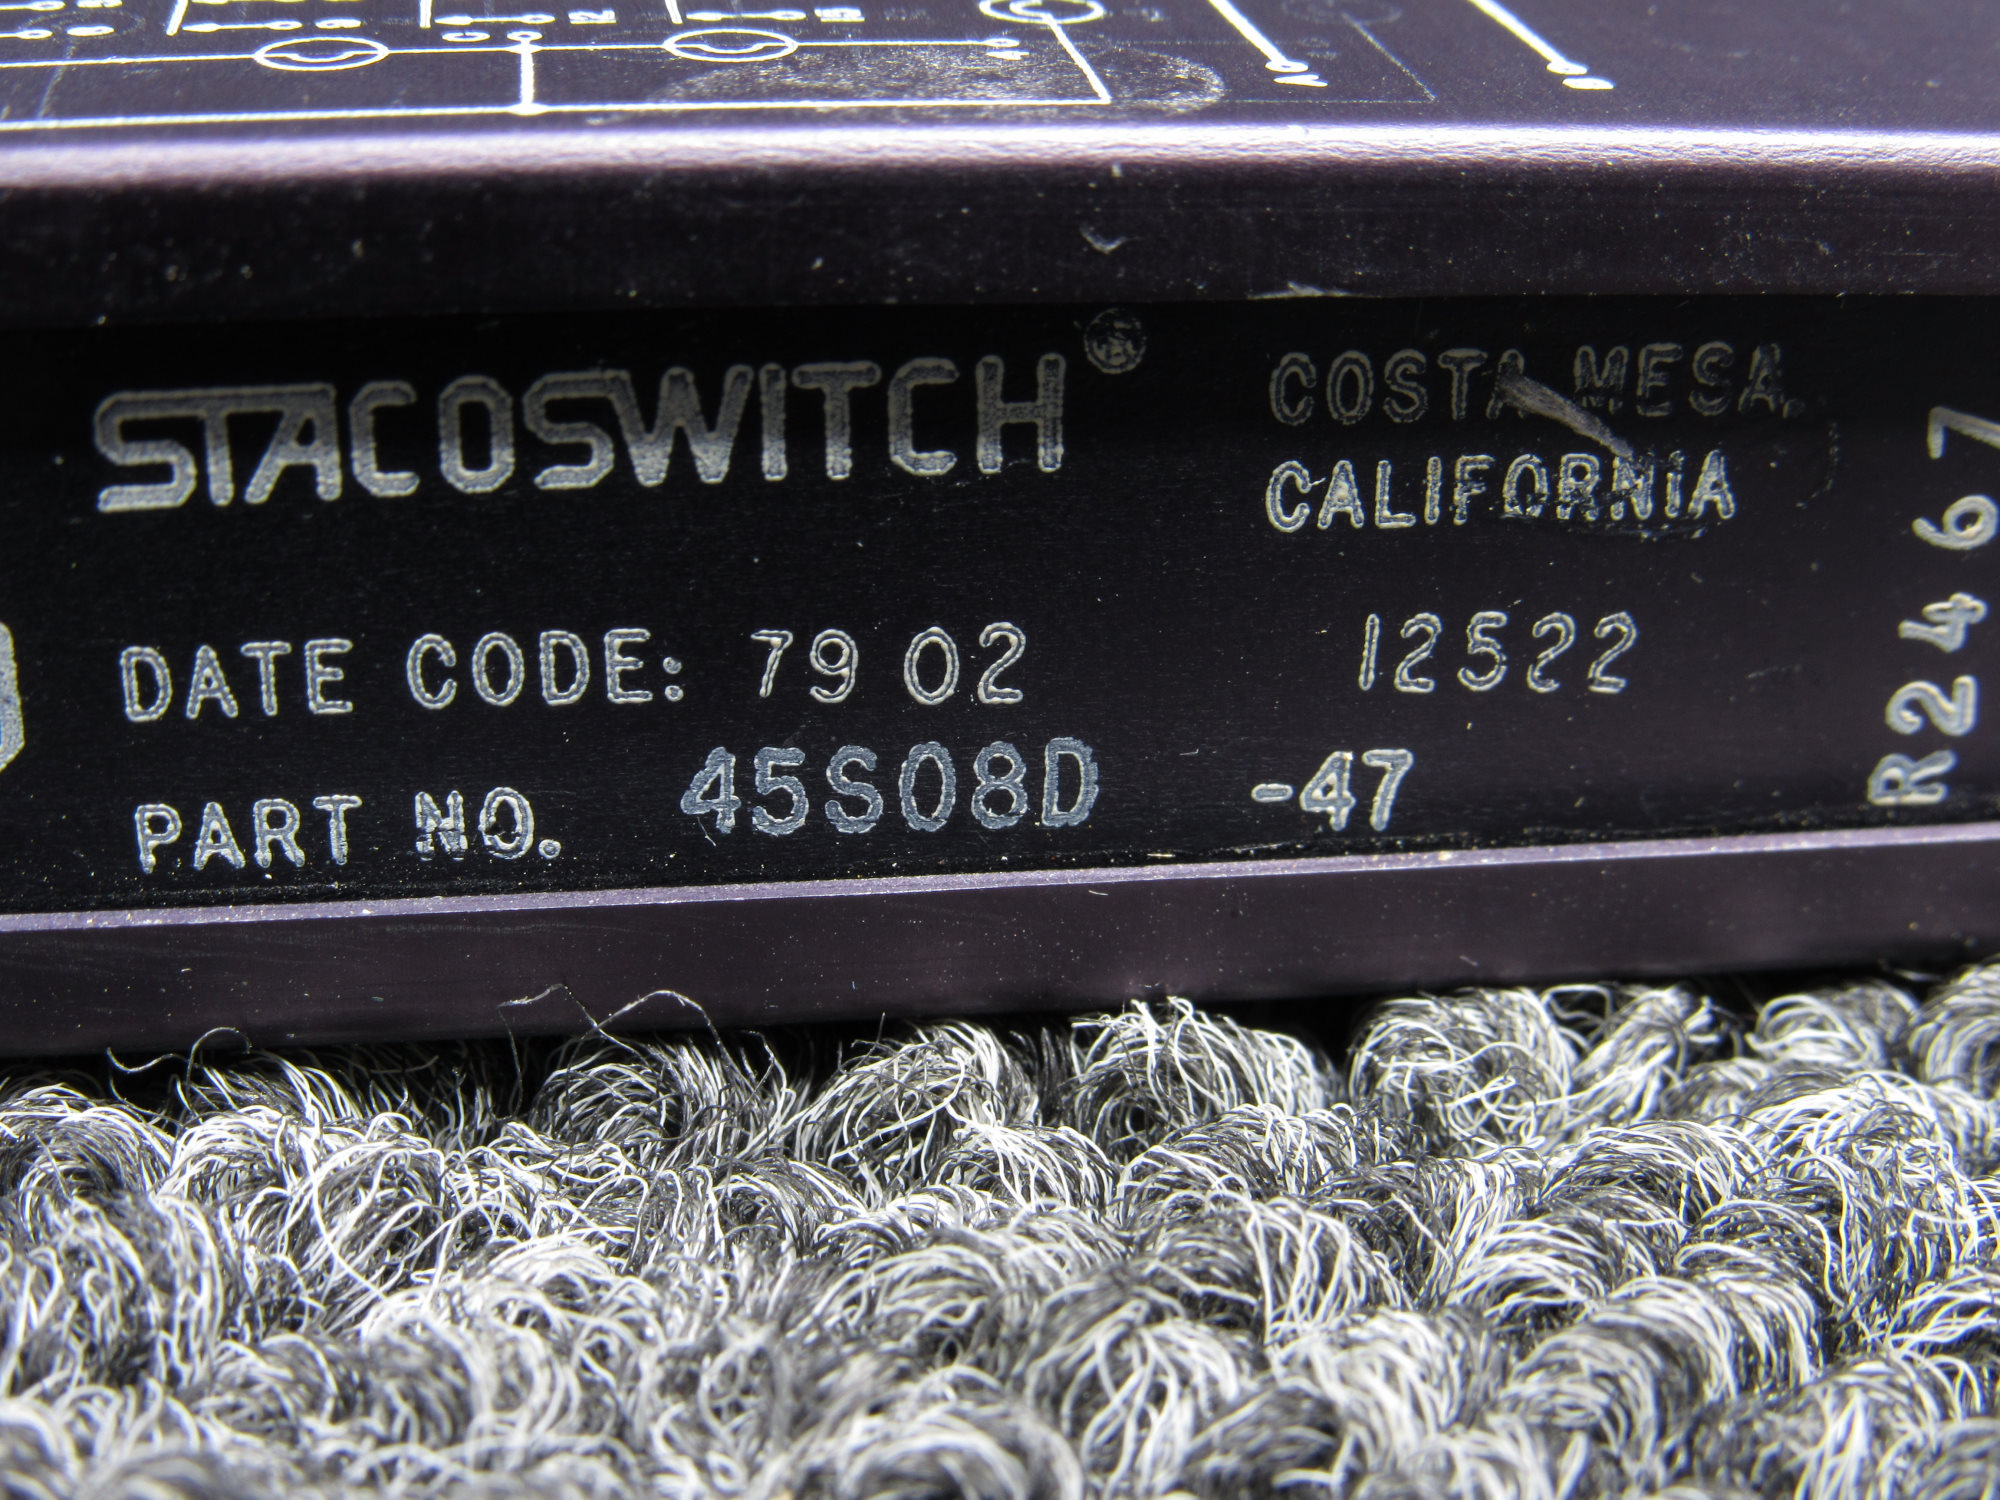 STACOSWITCH®
COSTA MESA,
CALIFORNIA
DATE CODE: 79 02
12522
PART NO. 45S08D -47
R2467